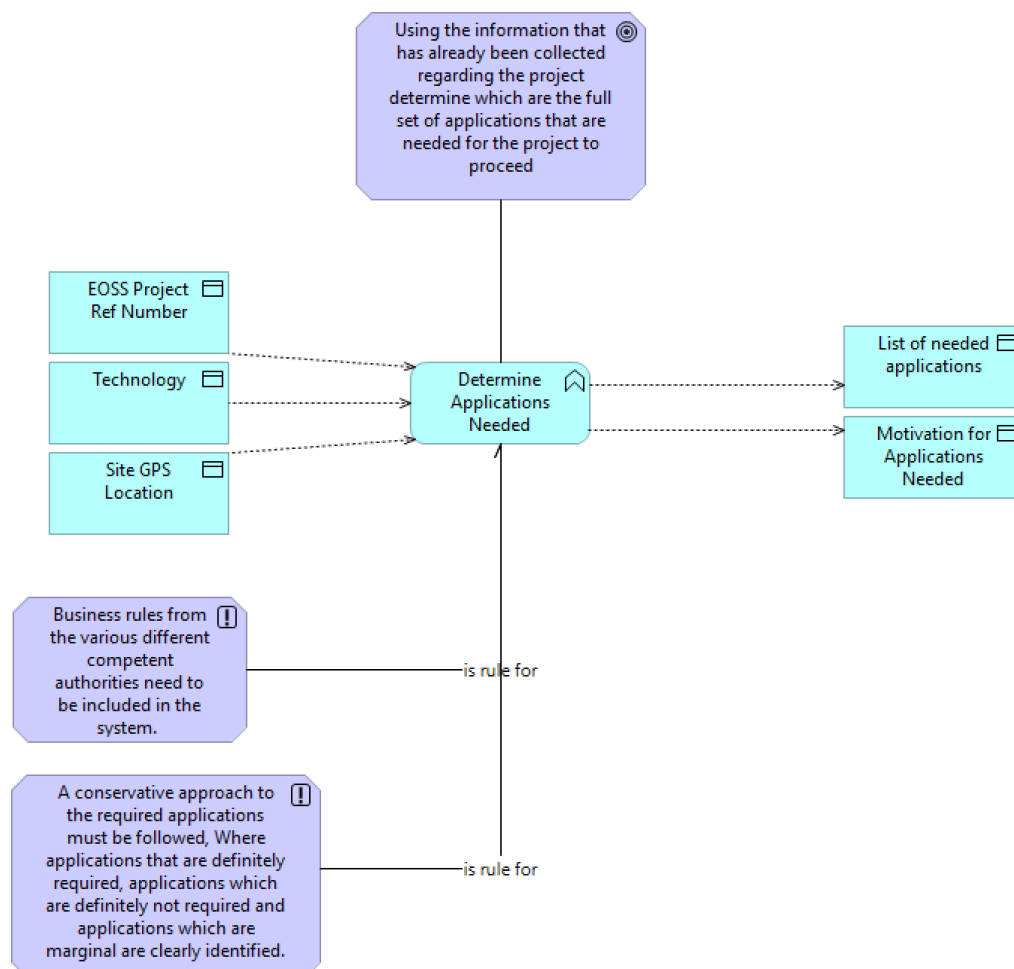 Using the information that
has already been collected
regarding the project
determine which are the full
set of applications that are
needed for the project to
proceed
EOSS Project
Ref Number
Technology
Site GPS
Location
Determine
Applications
Needed
List of needed
applications
Motivation for
Applications
Needed
Business rules from
the various different
competent
authorities need to
be included in the
system.
is rule for
A conservative approach to
the required applications
must be followed, Where
applications that are definitely
required, applications which
are definitely not required and
applications which are
marginal are clearly identified.
is rule for